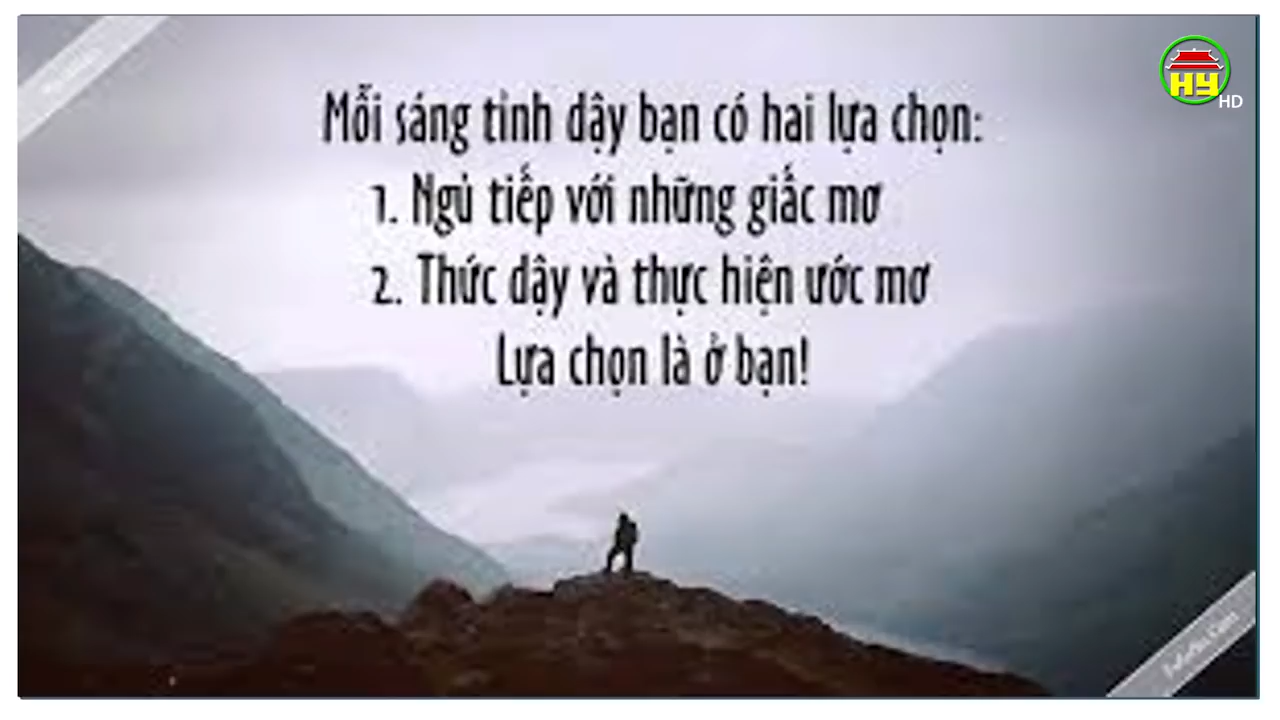 HY
HD
Mỗi sáng tỉnh dậy bạn có hai lựa chọn:
1. Ngủ tiếp với những giấc mơ
2. Thức dậy và thực hiện ước mơ
Lựa chọn là ở bạn!